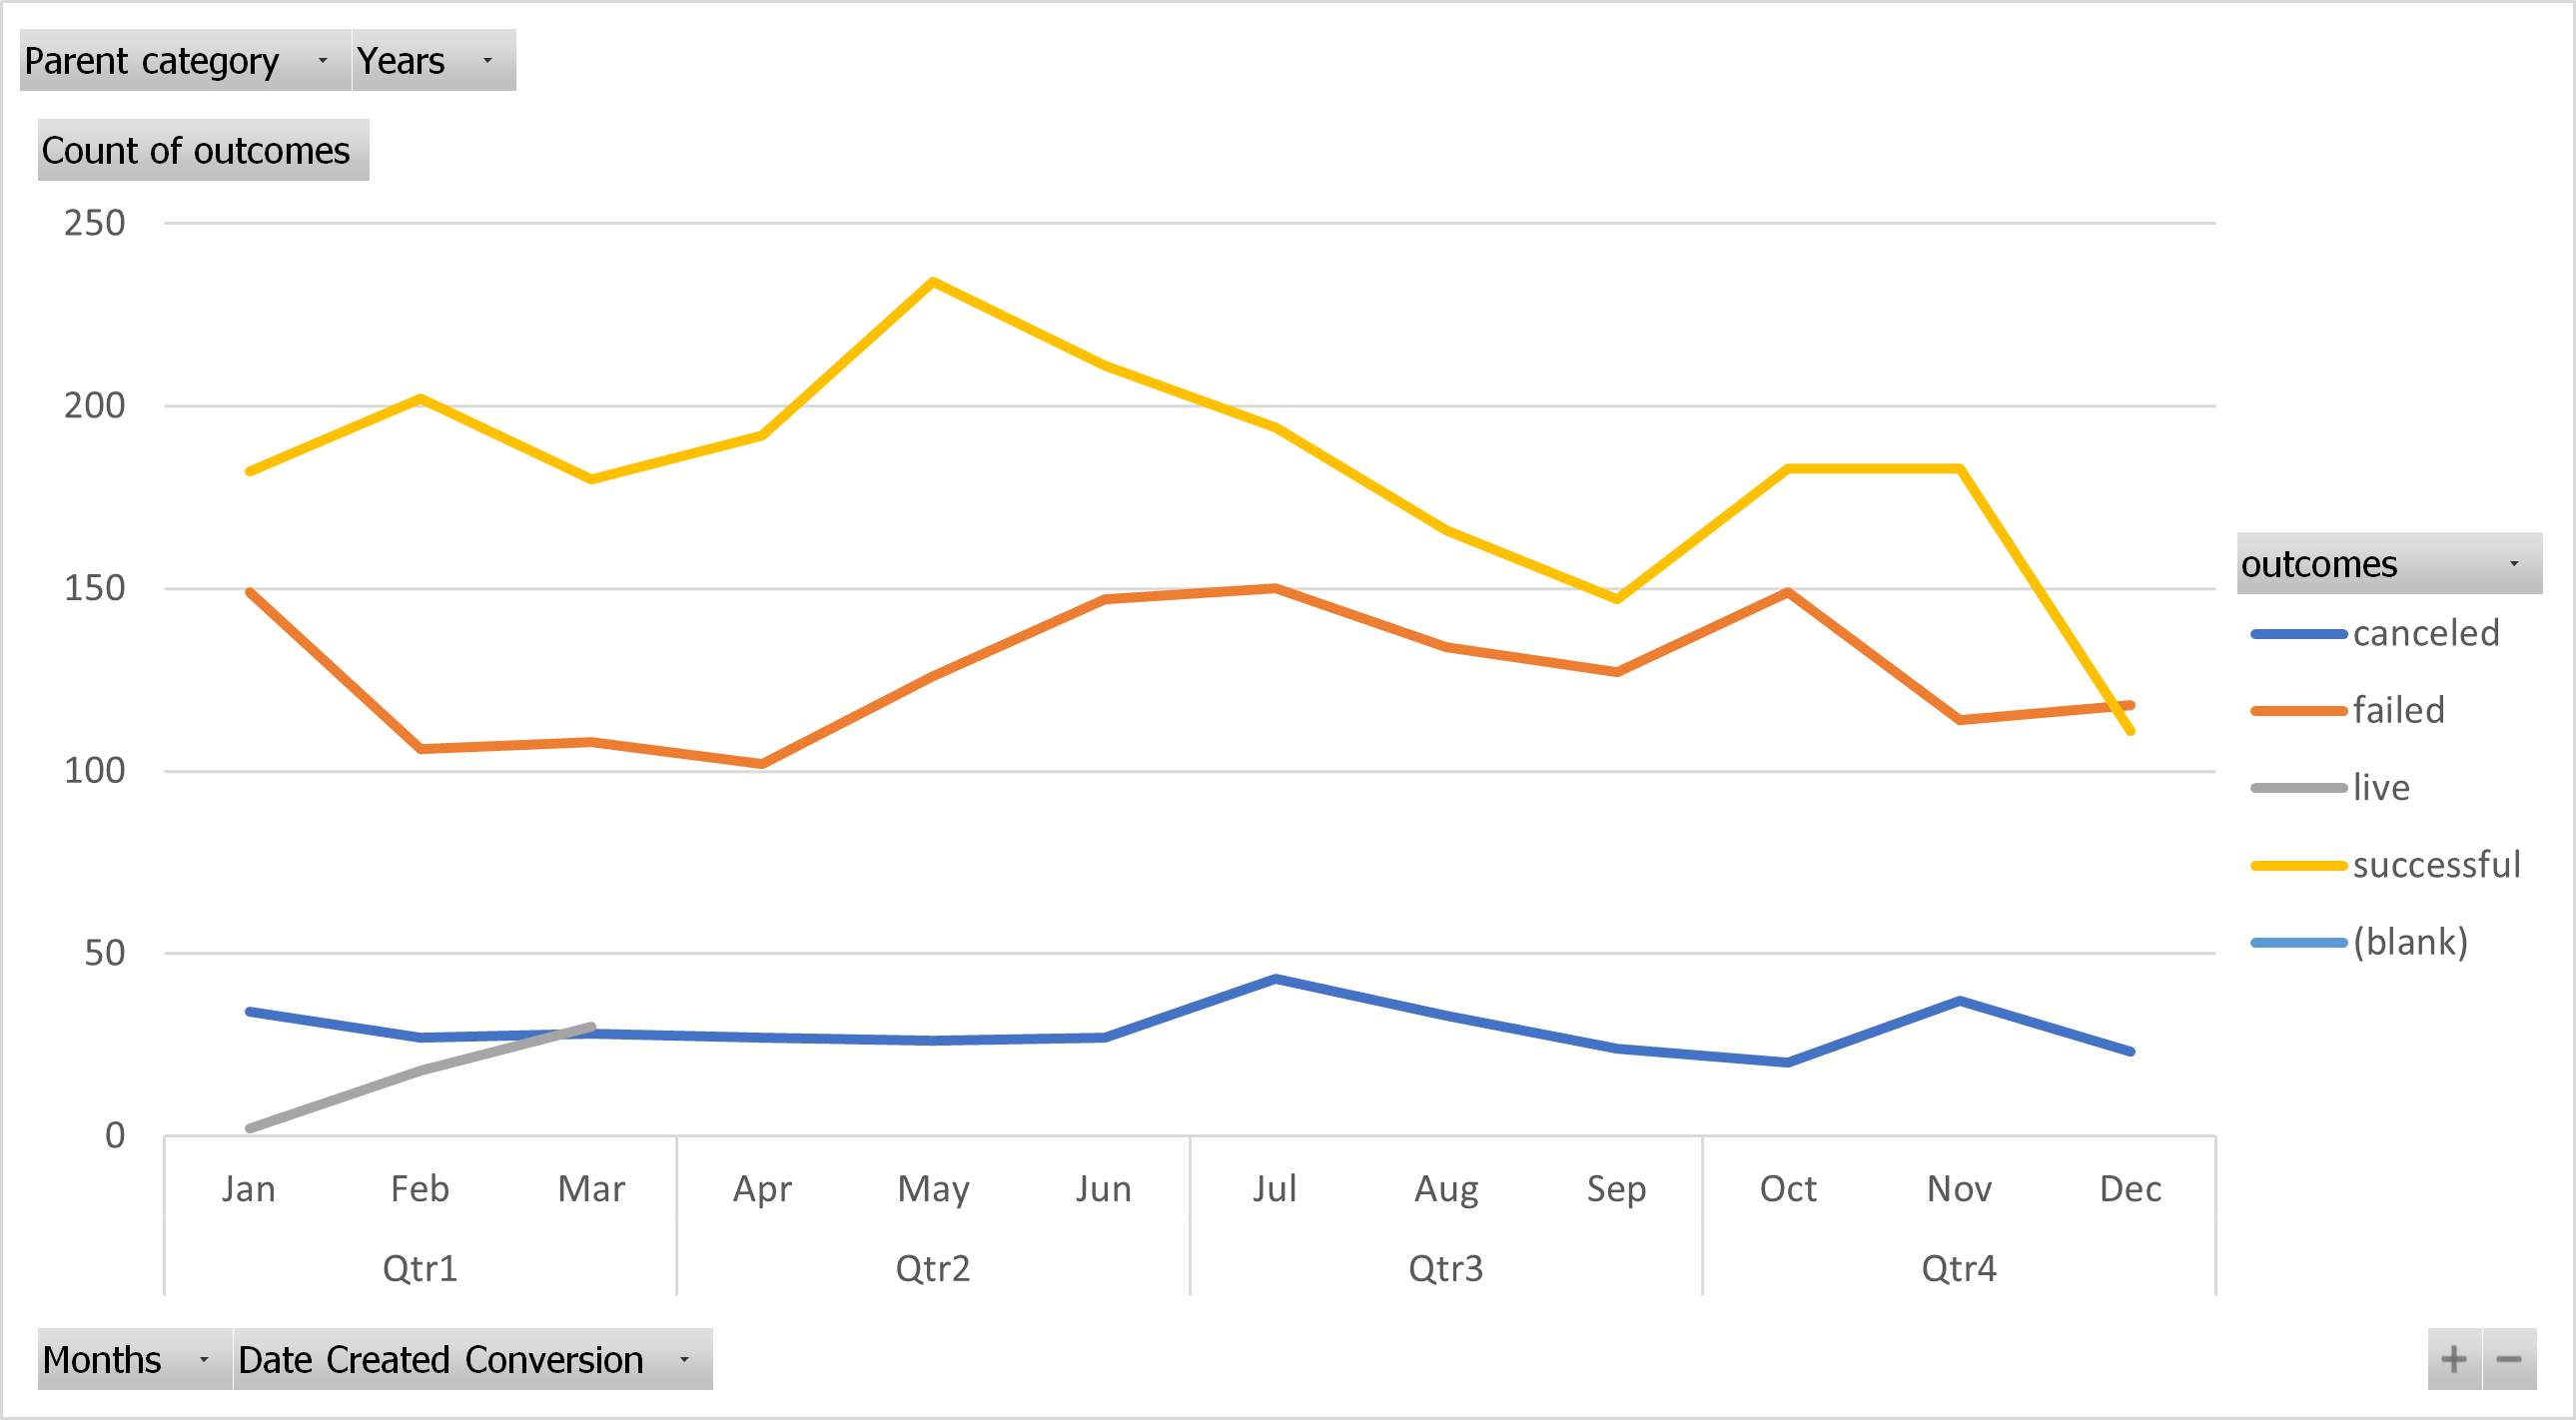 Parent category Years
Count of outcomes
250
200
150
100
50
0
Jan Feb Mar Apr May Jun Jul Aug Sep Oct Nov Dec
Qtr1 Qtr2 Qtr3 Qtr4
outcomes
canceled
failed
live
successful
(blank)
Months Date Created Conversion
+ −